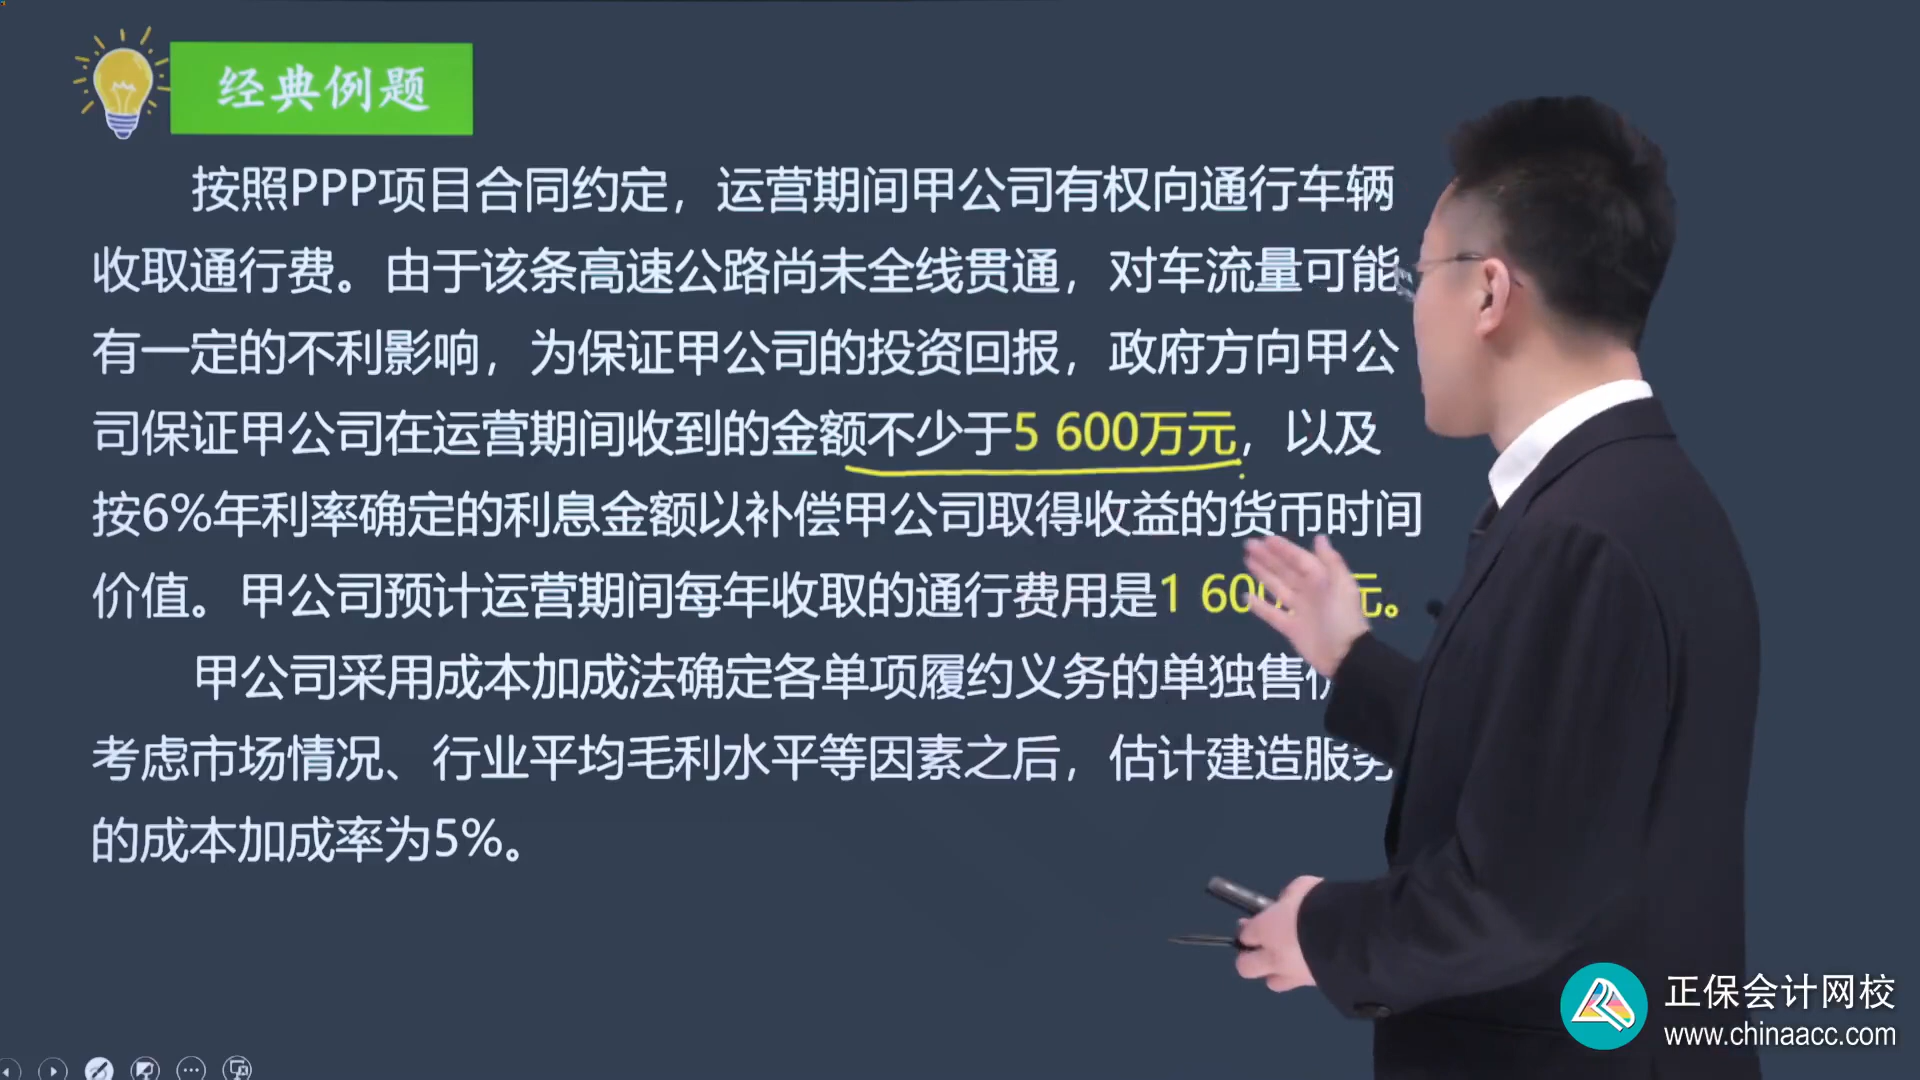 经典例题
按照PPP项目合同约定，运营期间甲公司有权向通行车辆
收取通行费。由于该条高速公路尚未全线贯通，对车流量可能
有一定的不利影响，为保证甲公司的投资回报，政府方向甲公
司保证甲公司在运营期间收到的金额不少于5 600万元，以及
按6%年利率确定的利息金额以补偿甲公司取得收益的货币时间
价值。甲公司预计运营期间每年收取的通行费用是1 600元。
甲公司采用成本加成法确定各单项履约义务的单独售
考虑市场情况、行业平均毛利水平等因素之后，估计建造服务
的成本加成率为5%。
正保会计网校
www.chinaacc.com